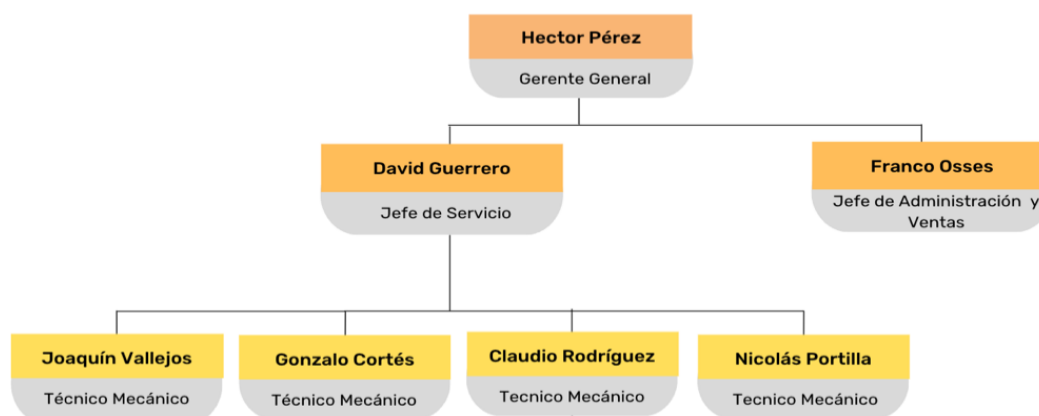 Hector Pérez
Gerente General
David Guerrero
Jefe de Servicio
Franco Osses
Jefe de Administración y
Ventas
Joaquín Vallejos
Técnico Mecánico
Gonzalo Cortés
Técnico Mecánico
Claudio Rodríguez
Tecnico Mecánico
Nicolás Portilla
Tecnico Mecánico